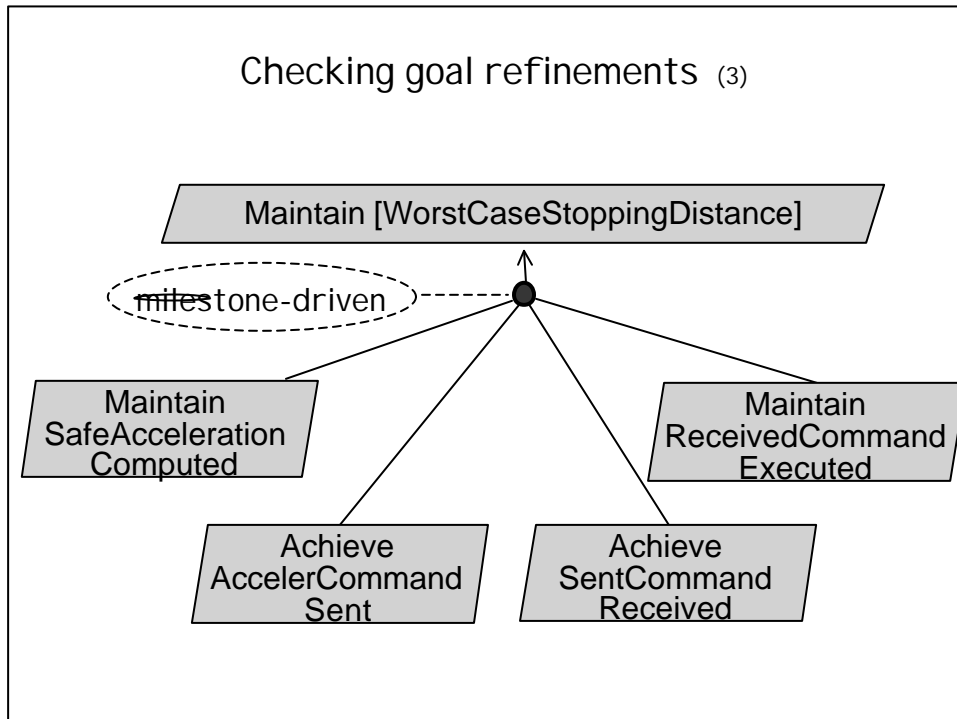 Checking goal refinements (3)
Maintain [WorstCaseStoppingDistance]
milestone-driven
Maintain
SafeAcceleration
Computed
Maintain
ReceivedCommand
Executed
Achieve
AccelerCommand
Sent
Achieve
SentCommand
Received